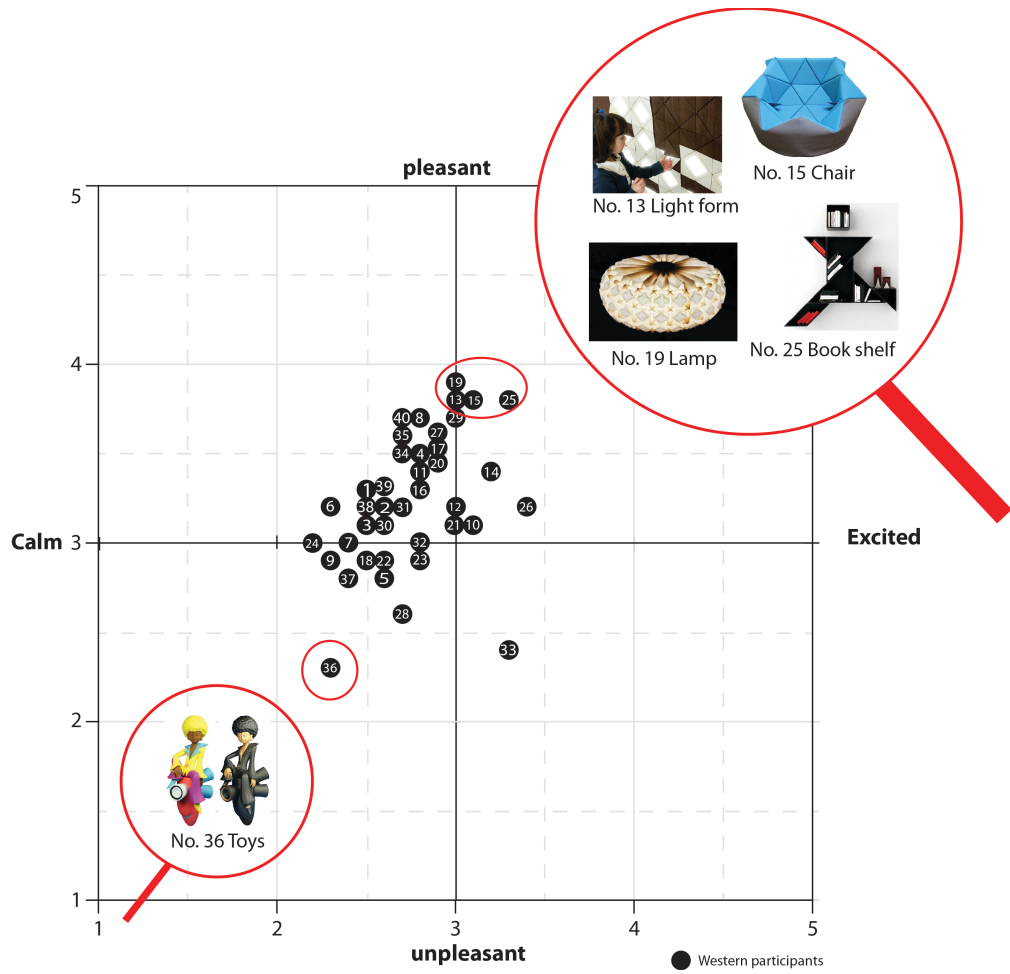 No. 15 Chair
No. 13 Light form
No. 19 Lamp
No. 25 Book shelf
pleasant
5
4
19
13 15 25
40 8 29
35 27
34 4 17
20
11 14
1 39 16
6 38 2 31 12 26
3 30 21 10
Calm 3 24 7 32 Excited
9 18 22 23
37 5
28
33
36
2
No. 36 Toys
1
1 2 3 4 5
unpleasant
Western participants